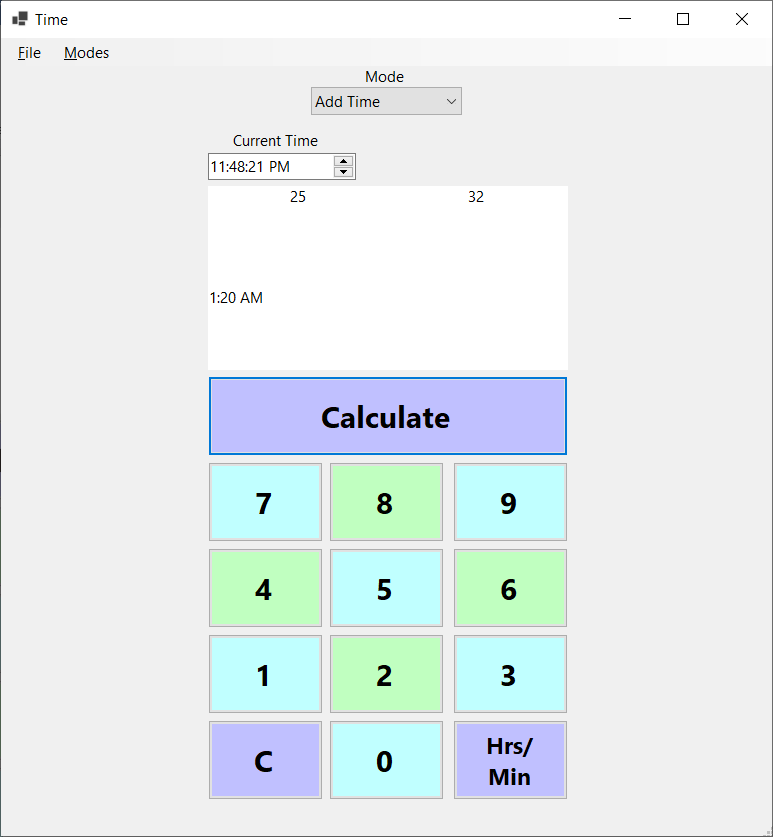 Time
File Modes
Mode
Add Time
Current Time
11:48:21 PM
25 32
1:20 AM
Calculate
7 8 9
4 5 6
1 2 3
C 0 Hrs/
Min